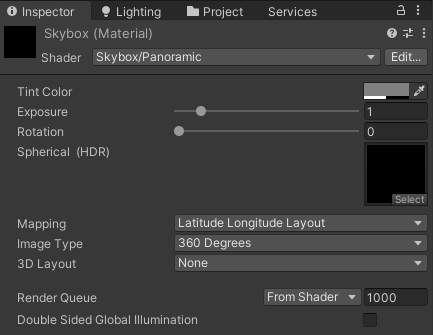 Inspector Lighting Project Services
Skybox (Material)
Shader Skybox/Panoramic Edit...
Tint Color
Exposure 1
Rotation 0
Spherical (HDR)
Select
Mapping Latitude Longitude Layout
Image Type 360 Degrees
3D Layout None
Render Queue From Shader 1000
Double Sided Global Illumination